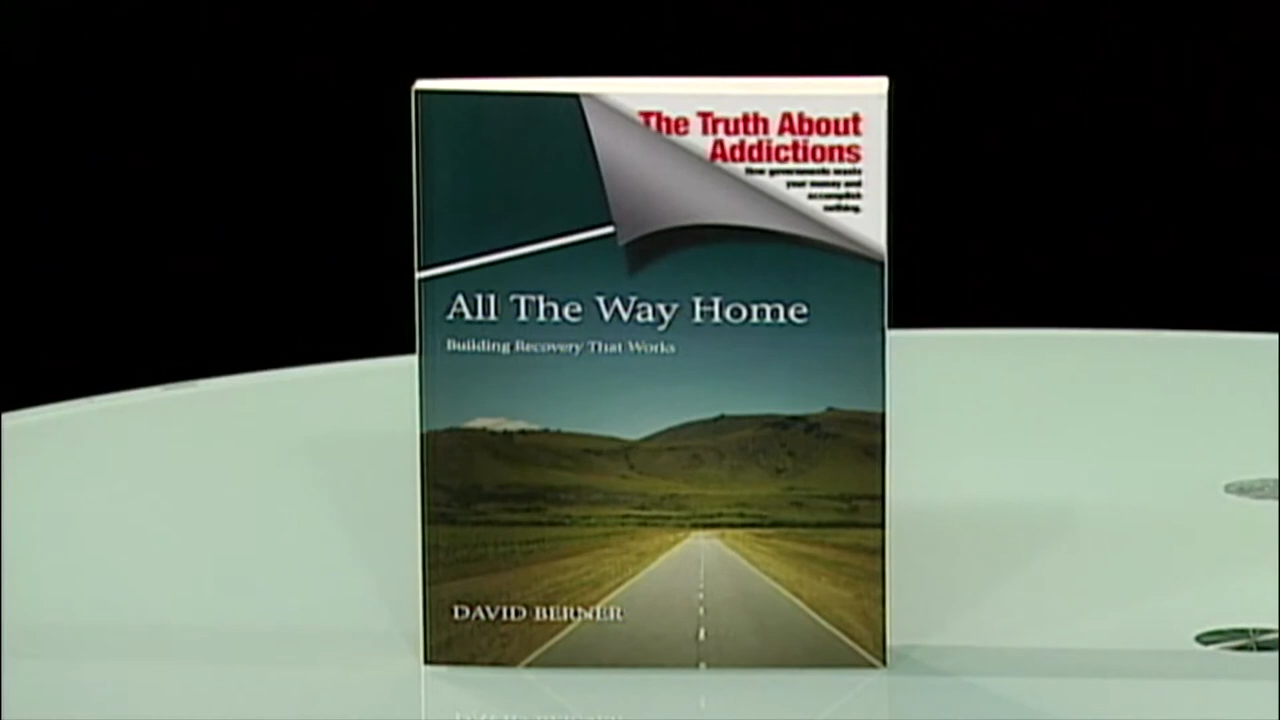 The Truth About
Addictions
How governments waste
your money and
accomplish
nothing.
All The Way Home
Building Recovery That Works
DAVID BERNER